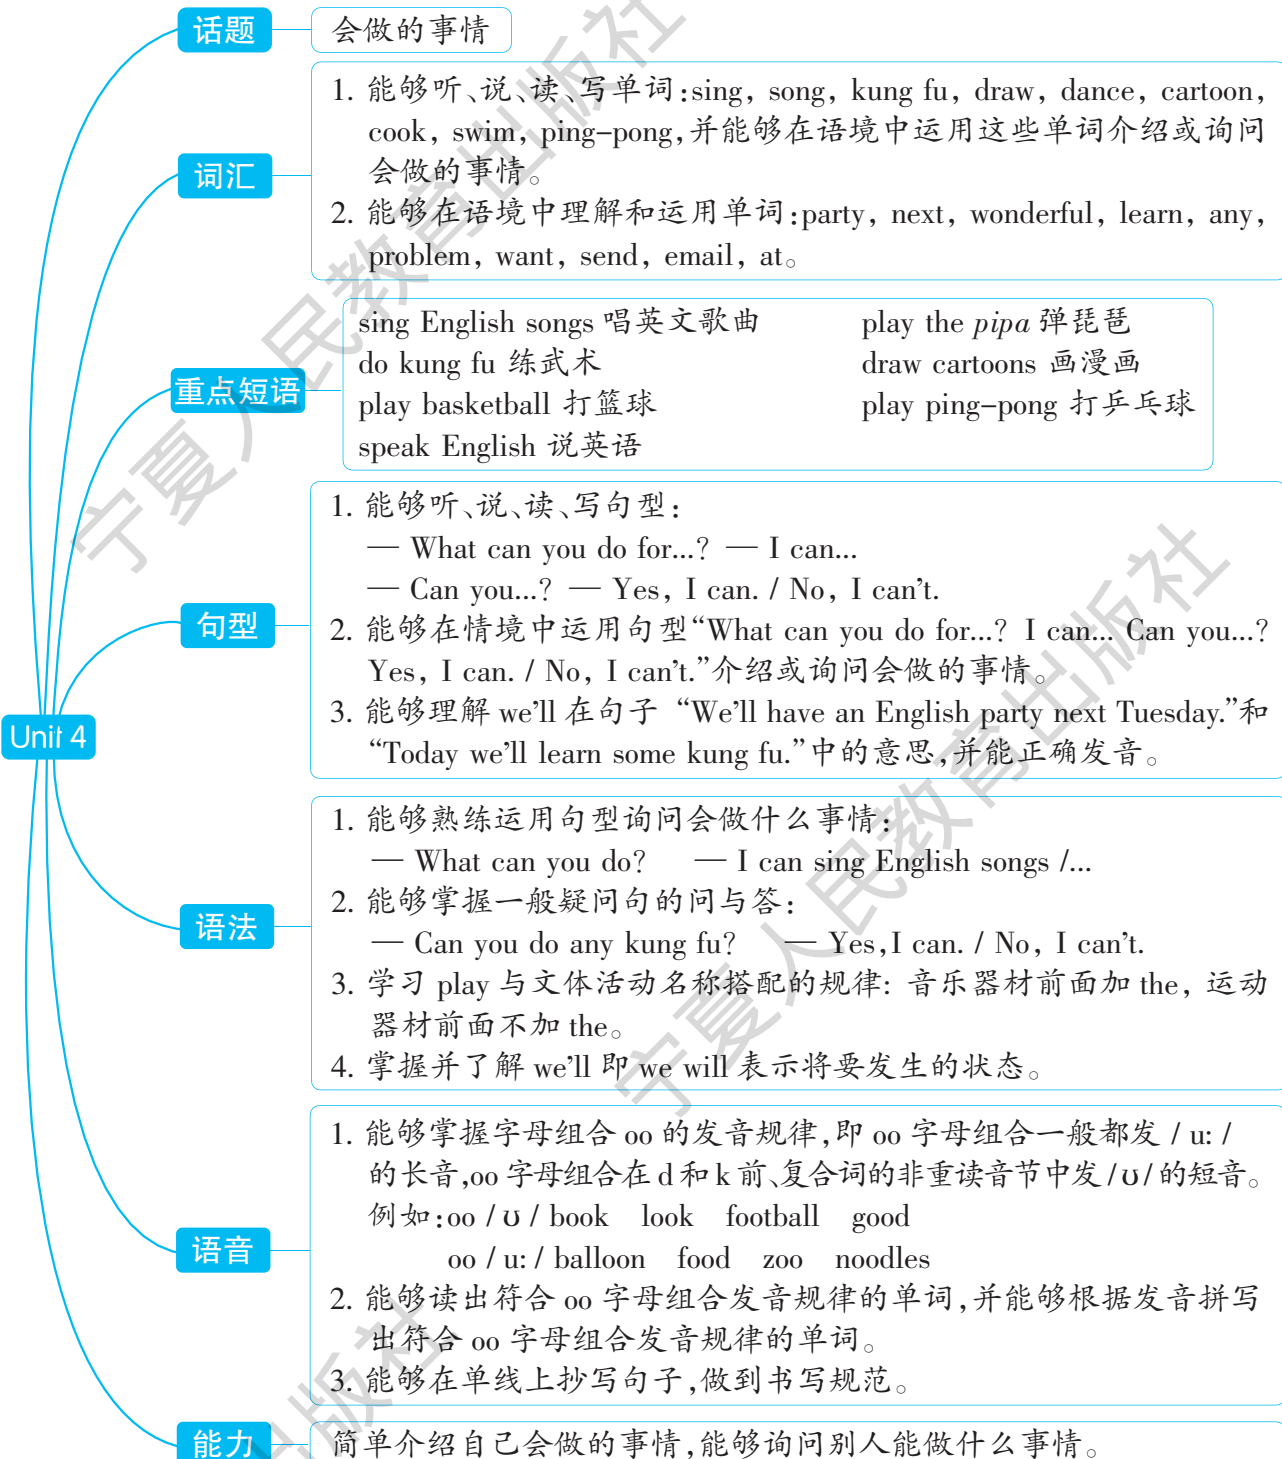 话题
会做的事情
词汇
1. 能够听、说、读、写单词:sing, song, kung fu, draw, dance, cartoon,
cook, swim, ping-pong,并能够在语境中运用这些单词介绍或询问
会做的事情。
2. 能够在语境中理解和运用单词:party, next, wonderful, learn, any,
problem, want, send, email, at。
重点短语
sing English songs 唱英文歌曲 play the pipa 弹琵琶
do kung fu 练武术 draw cartoons 画漫画
play basketball 打篮球 play ping-pong 打乒乓球
speak English 说英语
句型
1. 能够听、说、读、写句型:
— What can you do for...? — I can...
— Can you...? — Yes, I can. / No, I can't.
2. 能够在情境中运用句型“What can you do for...? I can... Can you...?
Yes, I can. / No, I can't.”介绍或询问会做的事情。
3. 能够理解 we'll 在句子 “We'll have an English party next Tuesday.”和
“Today we'll learn some kung fu.”中的意思,并能正确发音。
Unit 4
语法
1. 能够熟练运用句型询问会做什么事情:
— What can you do? — I can sing English songs /...
2. 能够掌握一般疑问句的问与答:
— Can you do any kung fu? — Yes,I can. / No, I can't.
3. 学习 play 与文体活动名称搭配的规律: 音乐器材前面加 the, 运动
器材前面不加 the。
4. 掌握并了解 we'll 即 we will 表示将要发生的状态。
语音
1. 能够掌握字母组合 oo 的发音规律,即 oo 字母组合一般都发 / u: /
的长音,oo 字母组合在 d 和 k 前、复合词的非重读音节中发 /ʊ/ 的短音。
例如:oo / ʊ / book look football good
oo / u: / balloon food zoo noodles
2. 能够读出符合 oo 字母组合发音规律的单词,并能够根据发音拼写
出符合 oo 字母组合发音规律的单词。
3. 能够在单线上抄写句子,做到书写规范。
能力
简单介绍自己会做的事情,能够询问别人能做什么事情。
宁夏人民教育出版社
宁夏人民教育出版社
出版社